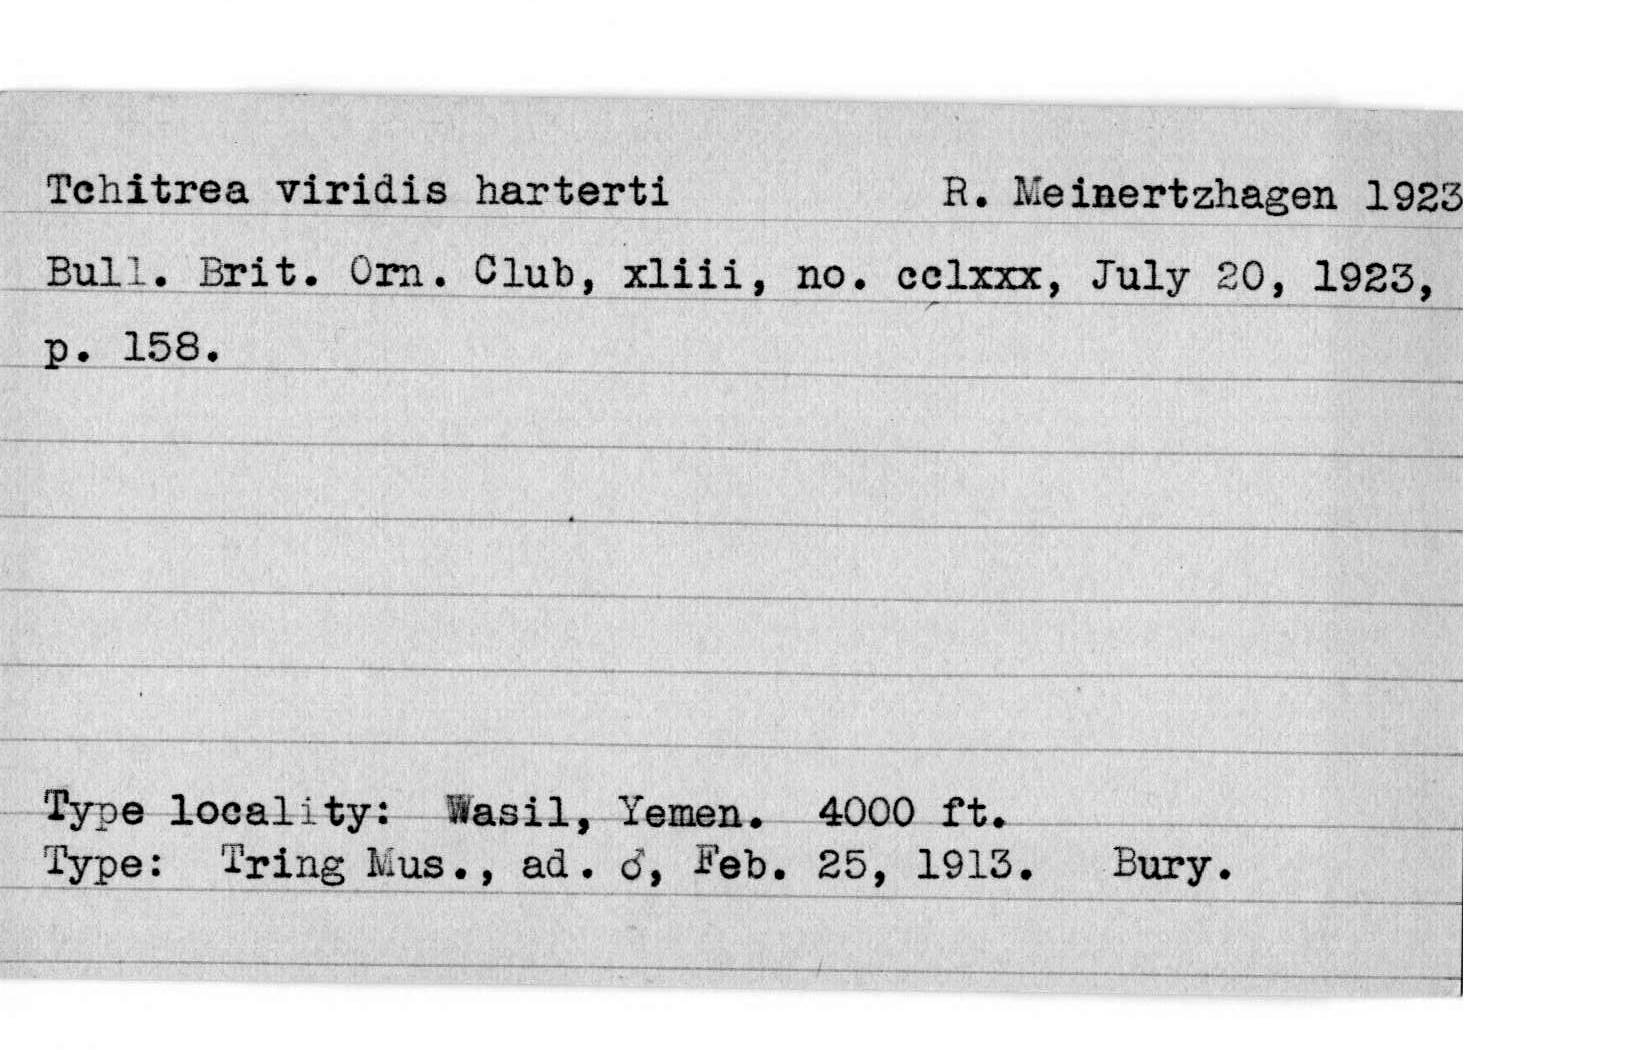 Tchitrea viridis harterti R. Meinertzhagen 1923
Bull. Brit. Orn. Club, xliii, no. cclxxx, July 20, 1923,
p. 158.
Type locality: Wasil, Yemen. 4000 ft.
Type: Tring Mus., ad. ♂, Feb. 25, 1913. Bury.